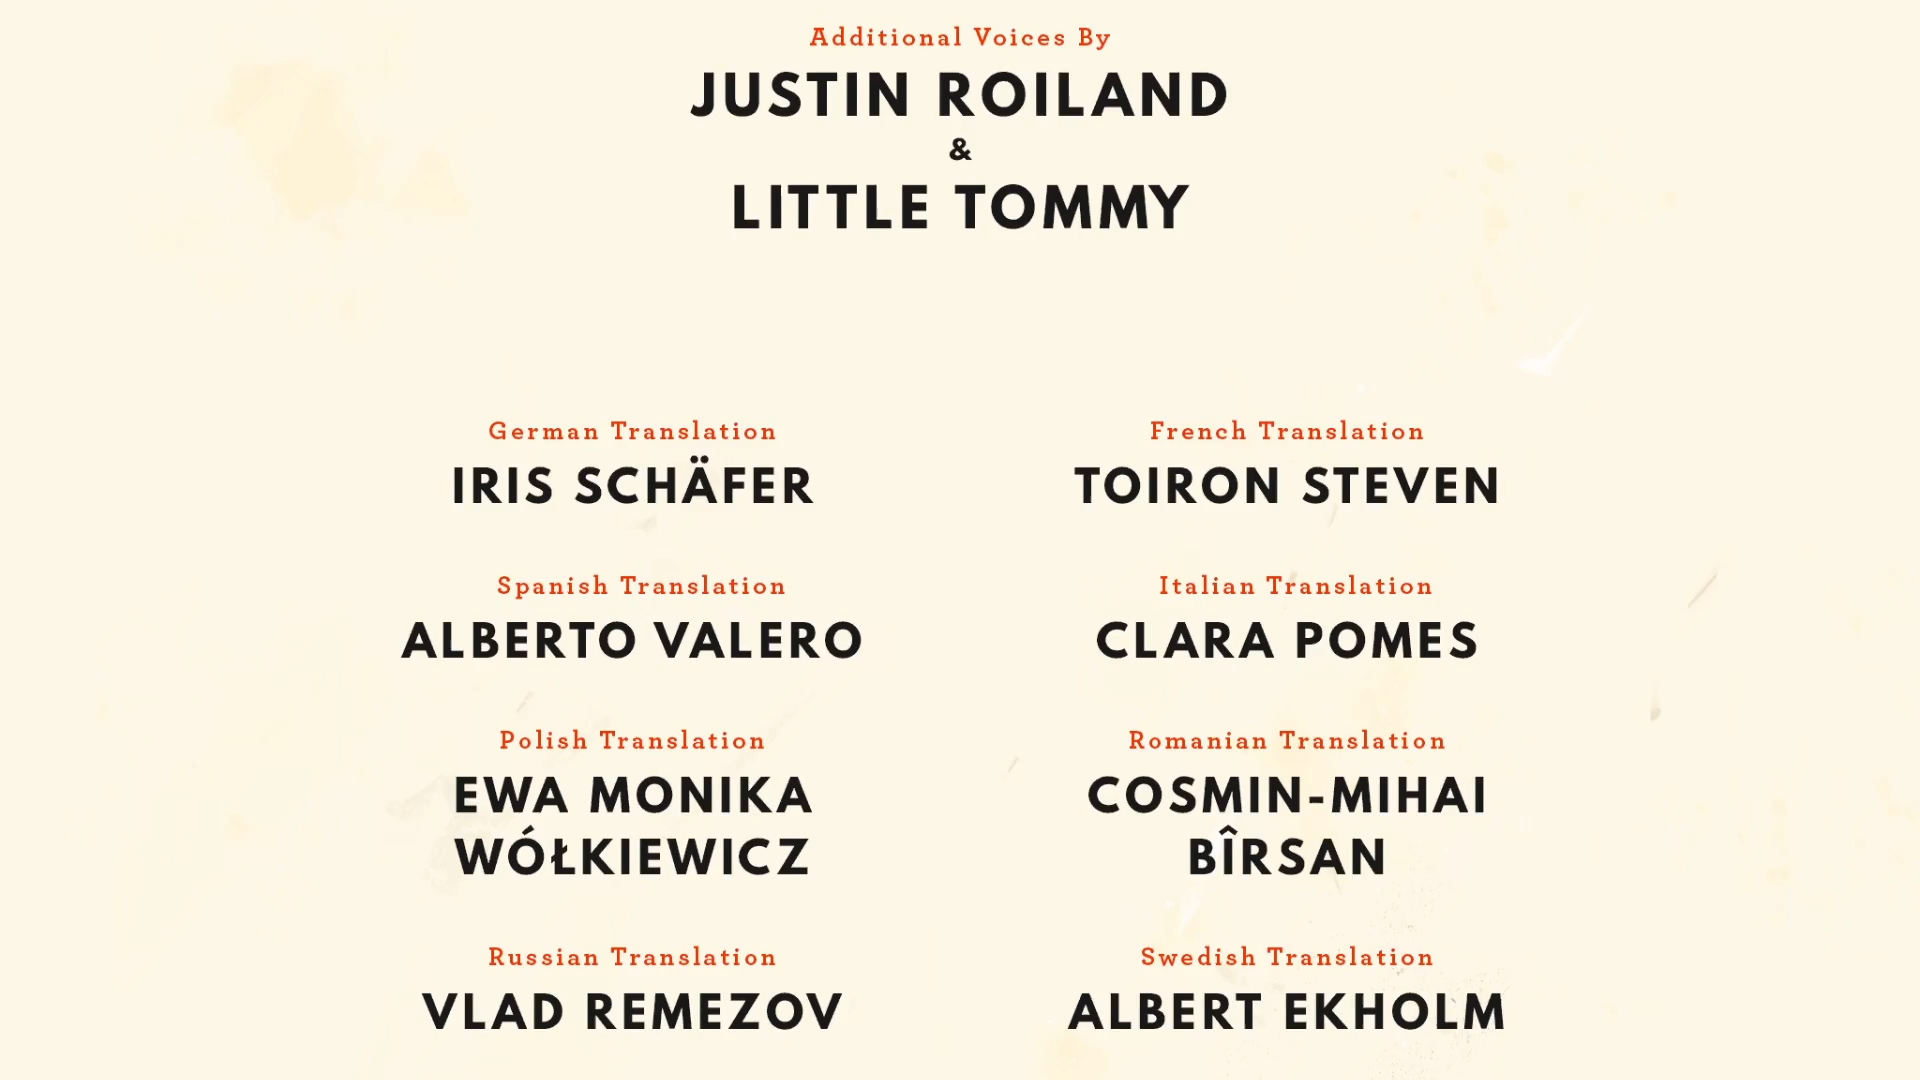 Additional Voices By
JUSTIN ROILAND
&
LITTLE TOMMY
German Translation
IRIS SCHÄFER
French Translation
TOIRON STEVEN
Spanish Translation
ALBERTO VALERO
Italian Translation
CLARA POMES
Polish Translation
EWA MONIKA
WÓŁKIEWICZ
Romanian Translation
COSMIN-MIHAI
BÎRSAN
Russian Translation
VLAD REMEZOV
Swedish Translation
ALBERT EKHOLM